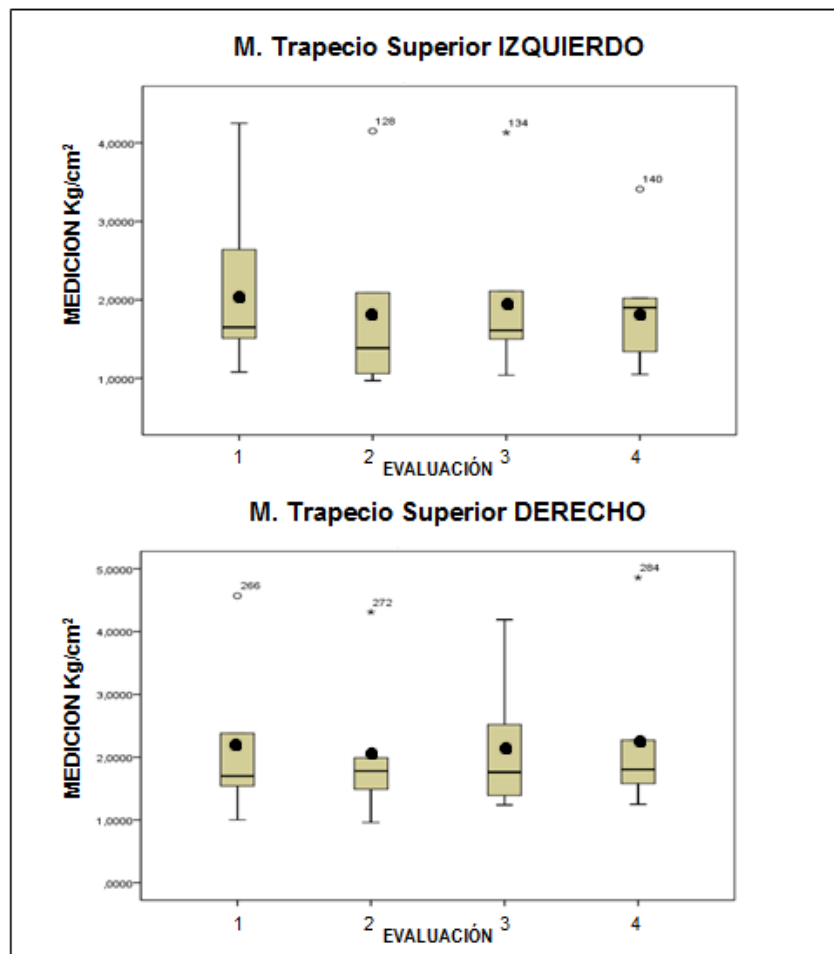 M. Trapecio Superior IZQUIERDO
MEDICION Kg/cm²
4,0000
3,0000
2,0000
1,0000
128
134
140
1 2 3 4
EVALUACIÓN
M. Trapecio Superior DERECHO
MEDICION Kg/cm²
5,0000
4,0000
3,0000
2,0000
1,0000
,0000
266
272
284
1 2 3 4
EVALUACIÓN